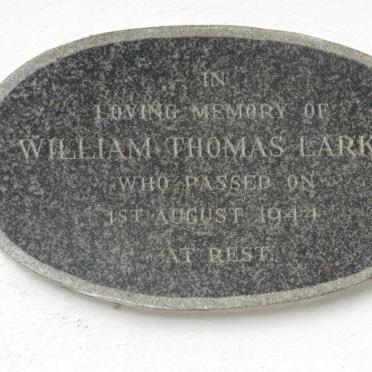 IN
LOVING MEMORY OF
WILLIAM THOMAS LARK
WHO PASSED ON
1ST AUGUST 1944
AT REST.